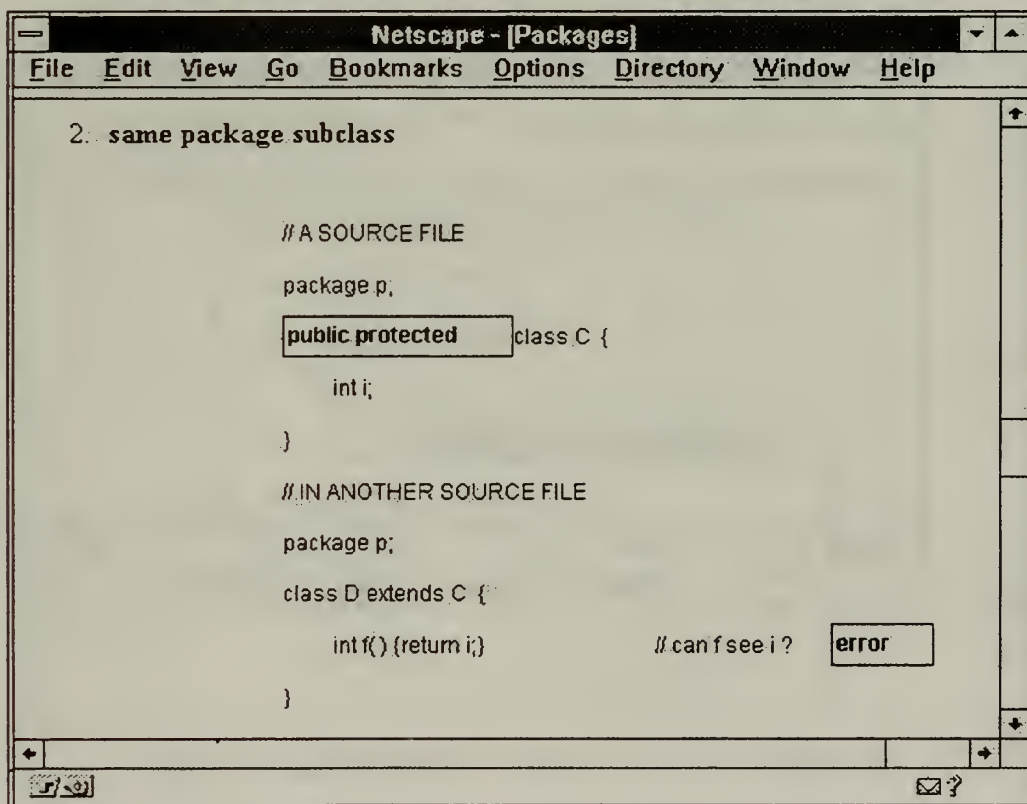 Netscape - [Packages]
File Edit View Go Bookmarks Options Directory Window Help
2. same package subclass
// A SOURCE FILE
package p;
public protected class C {
int i;
}
// IN ANOTHER SOURCE FILE
package p;
class D extends C {
int f() {return i;} // can f see i ? error
}